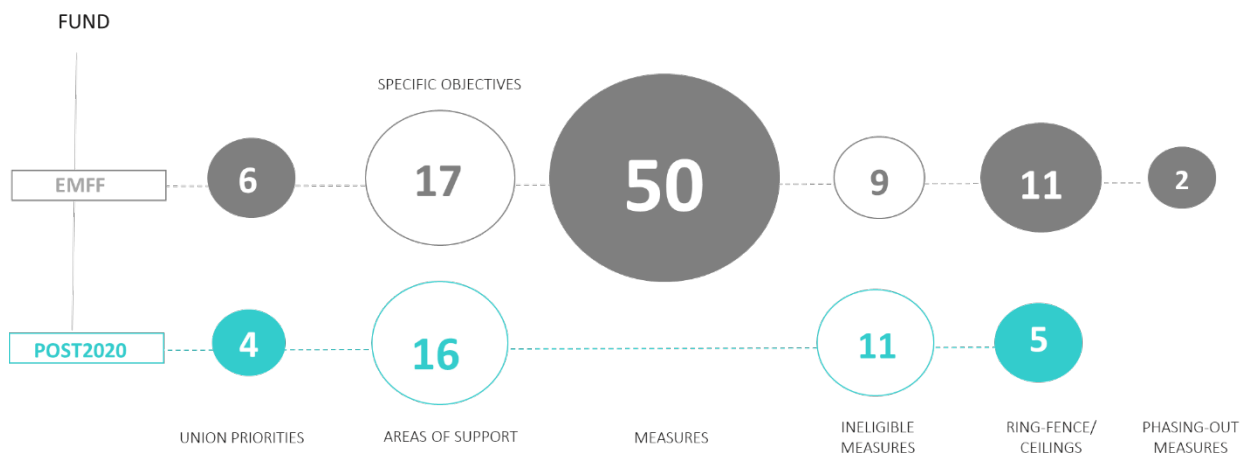 FUND
SPECIFIC OBJECTIVES
EMFF
6
17
50
9
11
2
POST2020
4
16
11
5
UNION PRIORITIES
AREAS OF SUPPORT
MEASURES
INELIGIBLE
MEASURES
RING-FENCE/
CEILINGS
PHASING-OUT
MEASURES